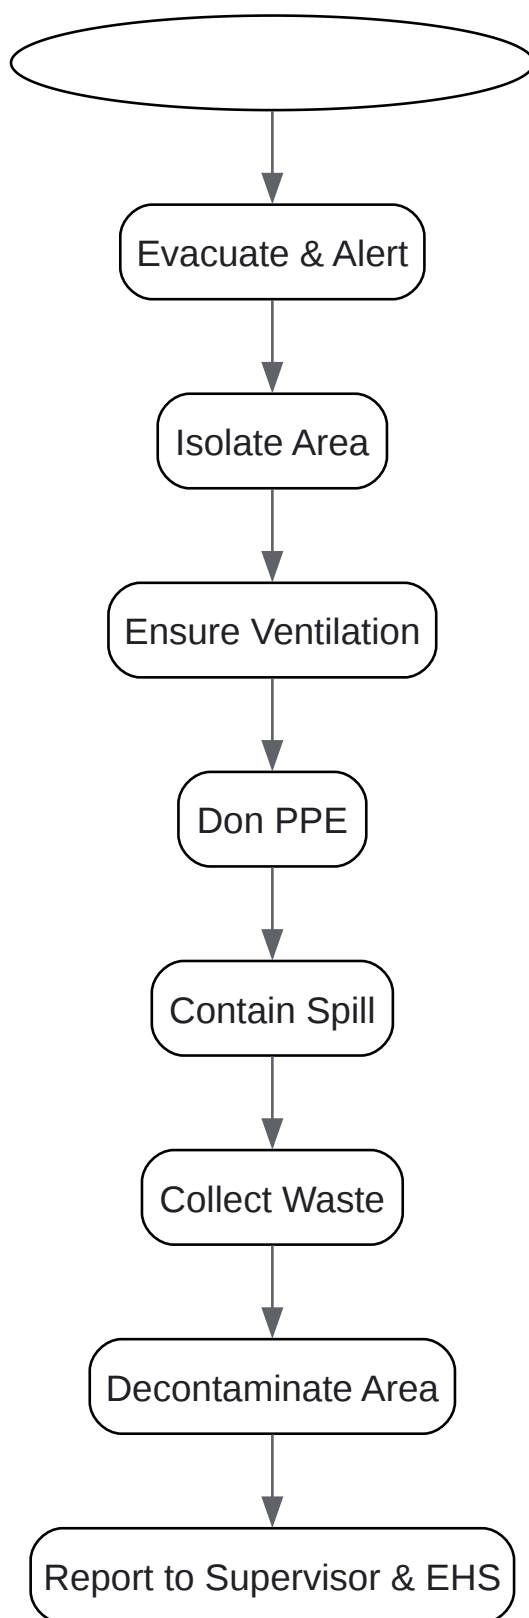 Evacuate & Alert
Isolate Area
Ensure Ventilation
Don PPE
Contain Spill
Collect Waste
Decontaminate Area
Report to Supervisor & EHS